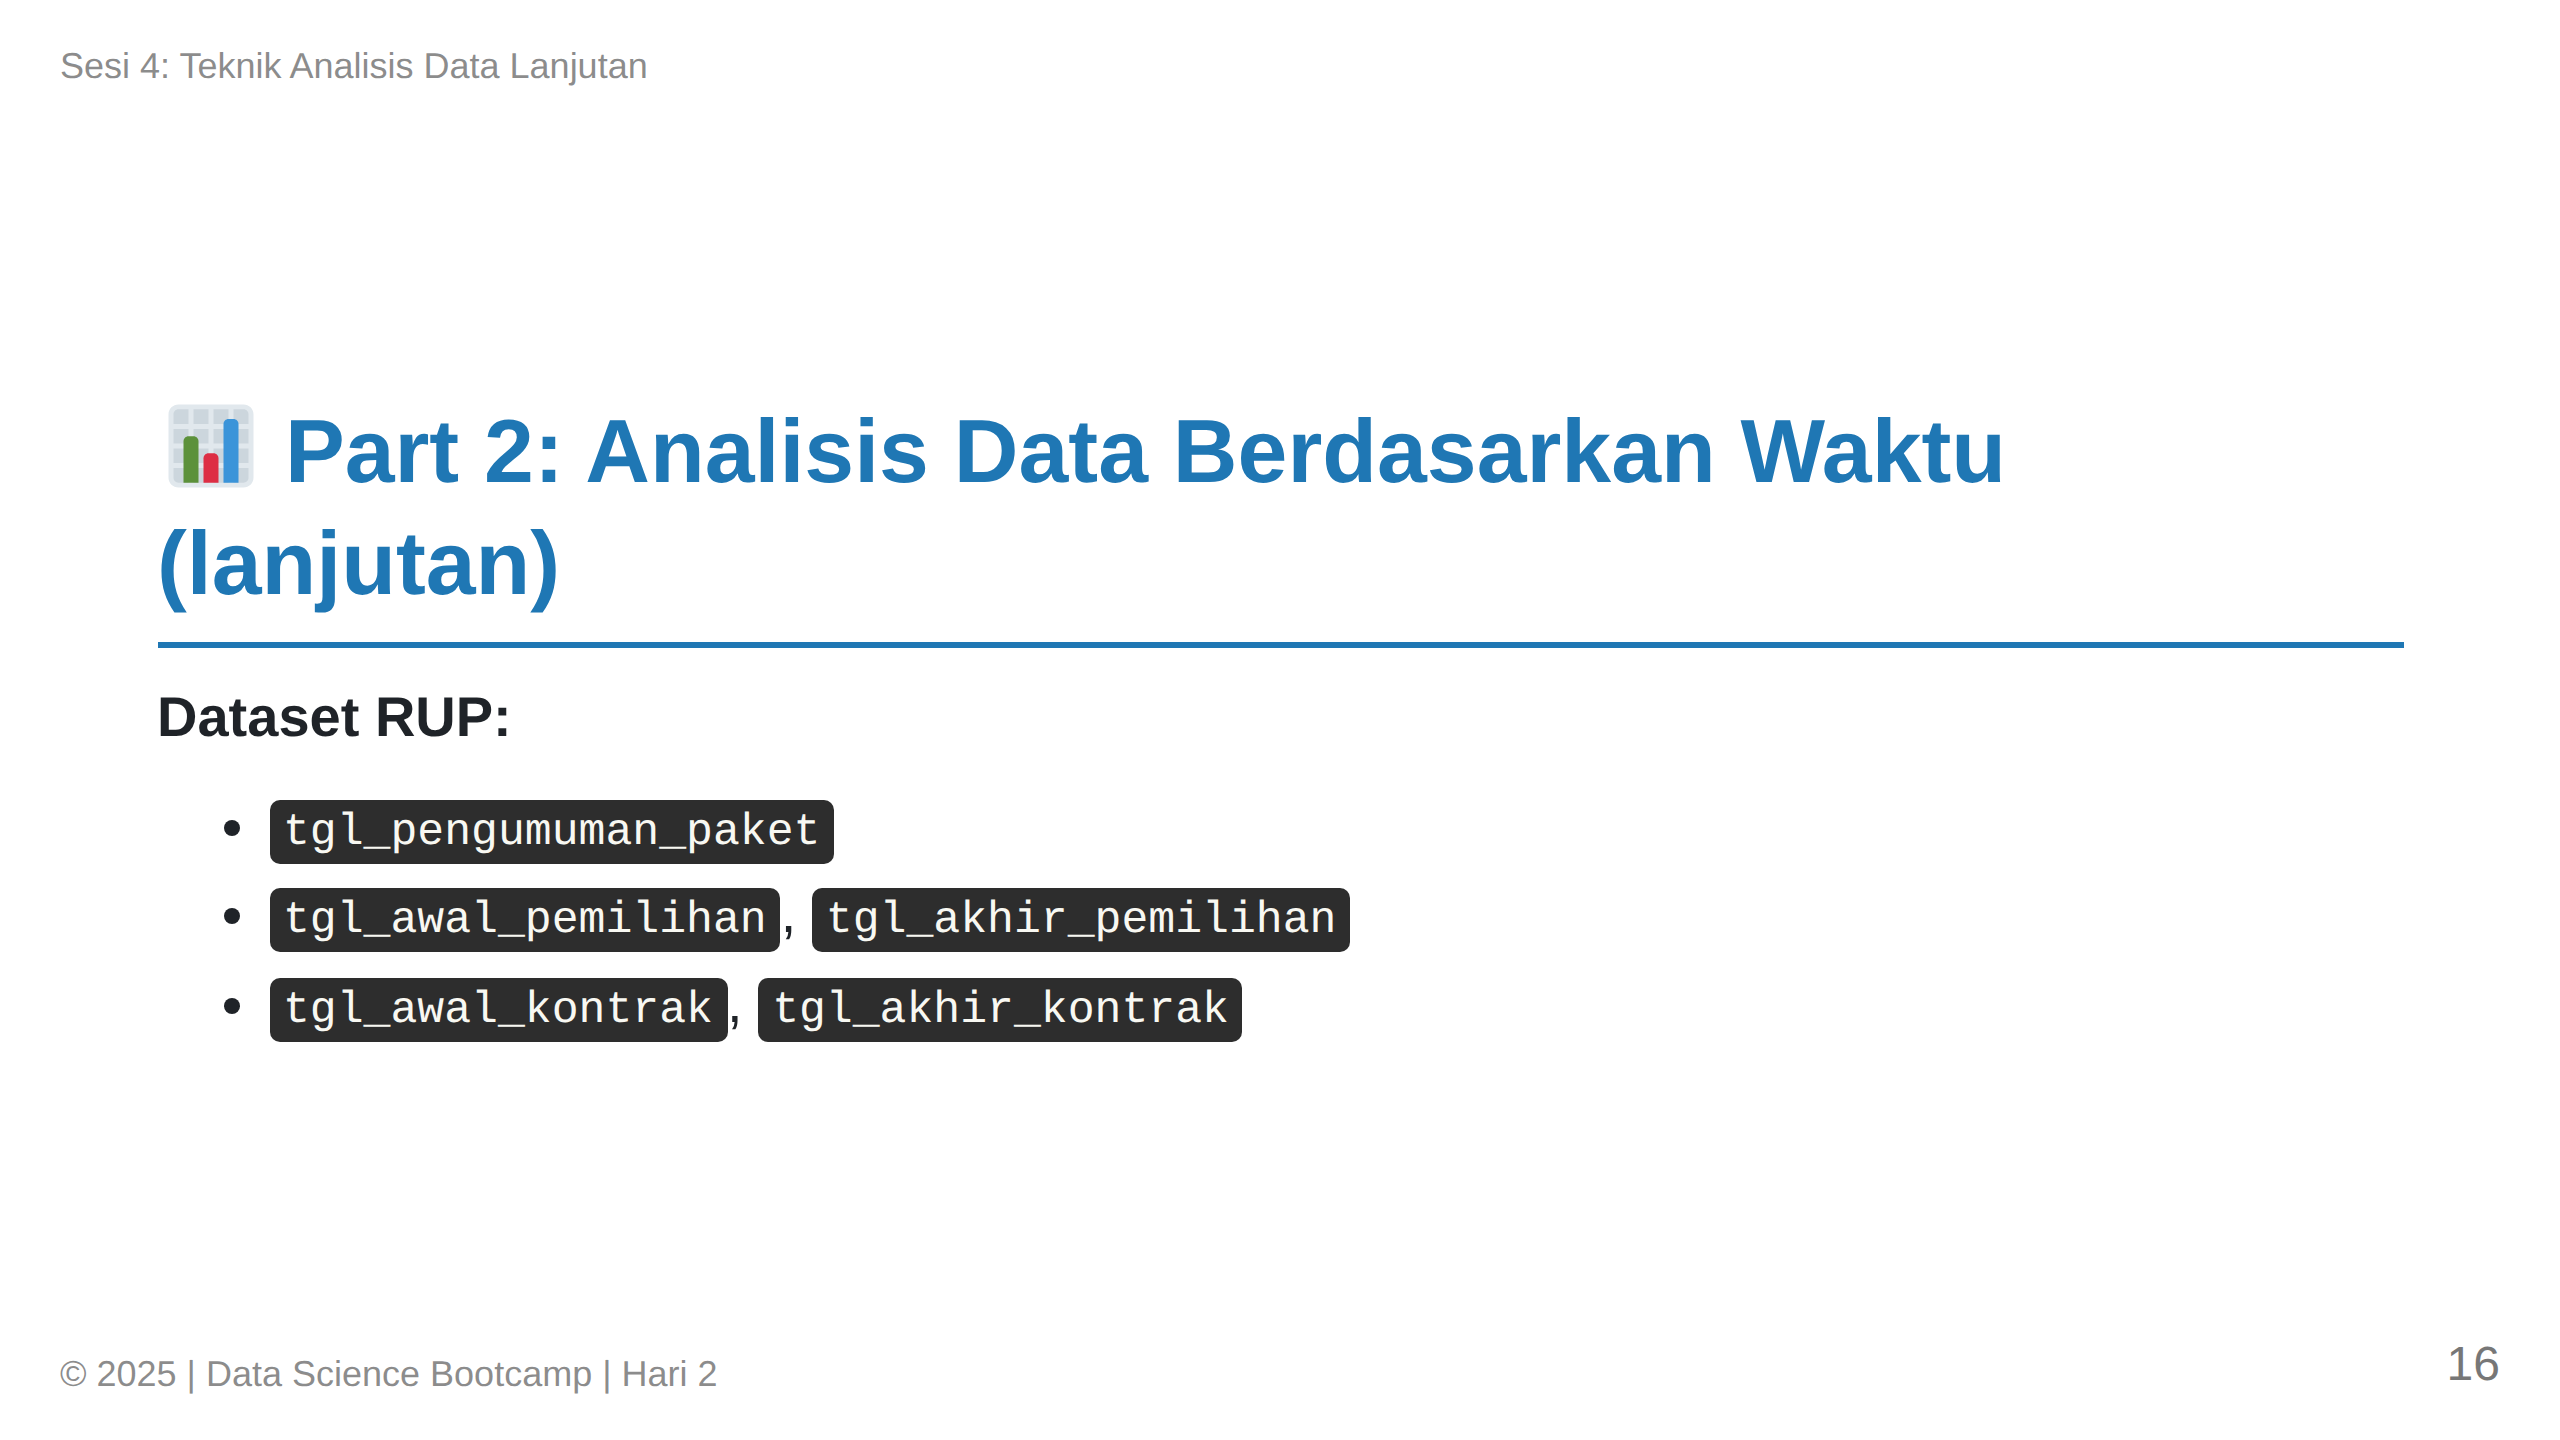 Sesi 4: Teknik Analisis Data Lanjutan
📊 Part 2: Analisis Data Berdasarkan Waktu
(lanjutan)
Dataset RUP:
• tgl_pengumuman_paket
• tgl_awal_pemilihan, tgl_akhir_pemilihan
• tgl_awal_kontrak, tgl_akhir_kontrak
© 2025 | Data Science Bootcamp | Hari 2
16